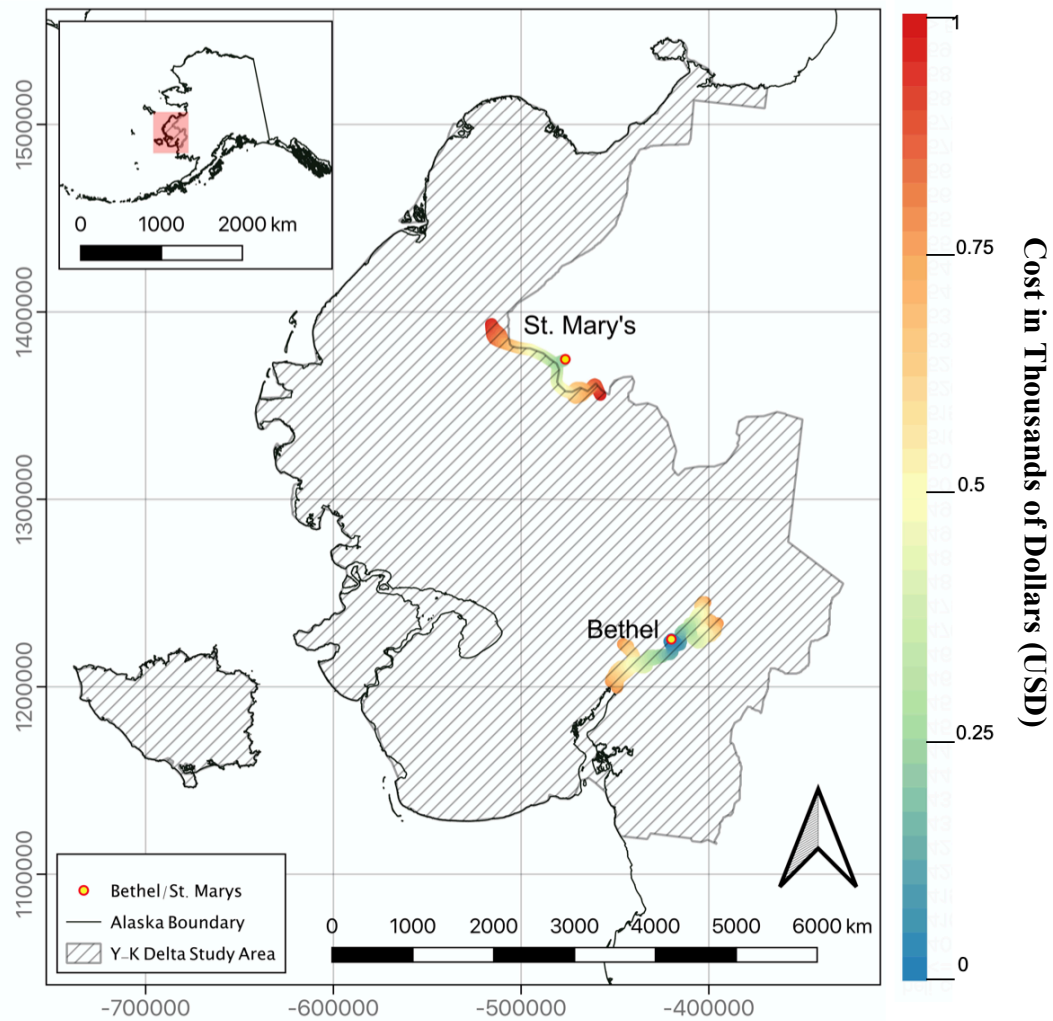 1500000
1400000
1300000
1200000
1100000
0 1000 2000 km
St. Mary's
Bethel
Bethel/St. Marys
Alaska Boundary
Y-K Delta Study Area
0 1000 2000 3000 4000 5000 6000 km
-700000 -600000 -500000 -400000
1
0.75
0.5
0.25
0
Cost in Thousands of Dollars (USD)